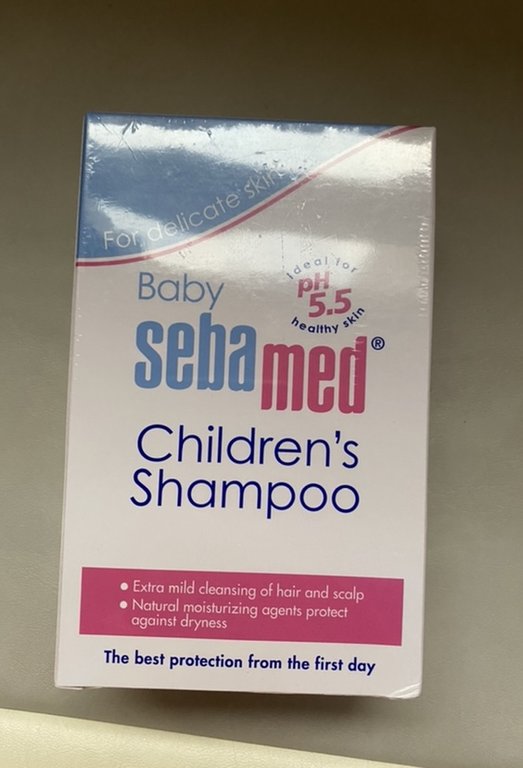 For delicate skin
Baby
sebamed®
ideal for
pH
5.5
healthy skin
Children's
Shampoo
• Extra mild cleansing of hair and scalp
• Natural moisturizing agents protect
against dryness
The best protection from the first day